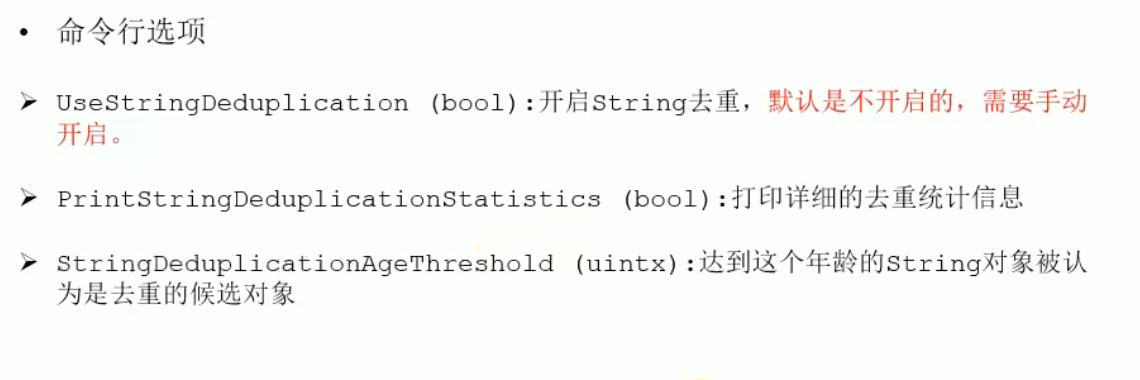 • 命令行选项
➢ UseStringDeduplication (bool):开启String去重，默认是不开启的，需要手动
开启。
➢ PrintStringDeduplicationStatistics (bool):打印详细的去重统计信息
➢ StringDeduplicationAgeThreshold (uintx):达到这个年龄的String对象被认
为是去重的候选对象